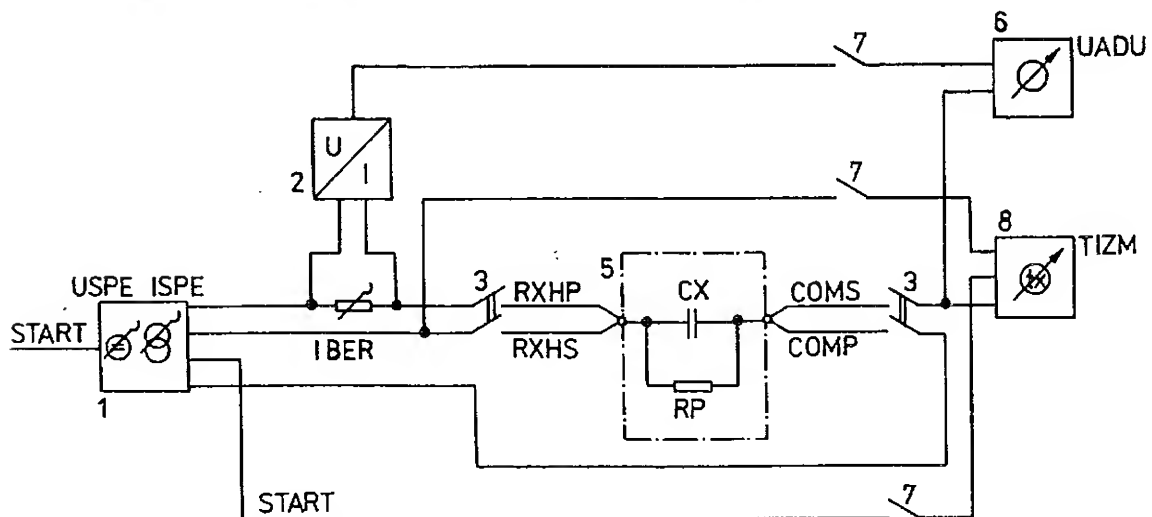 6
7
UADU
U
I
2
7
8
TIZM
tx
USPE ISPE
3
RXHP
5
CX
COMS
3
START
IBER
RXHS
COMP
1
RP
START
7